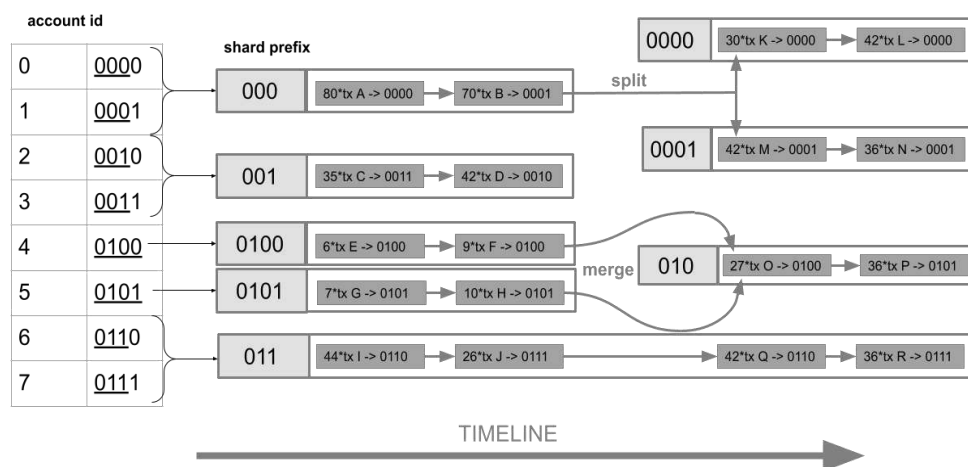 account id
shard prefix
0 0000
1 0001
2 0010
3 0011
4 0100
5 0101
6 0110
7 0111
000 80*tx A -> 0000 70*tx B -> 0001
split
0000 30*tx K -> 0000 42*tx L -> 0000
0001 42*tx M -> 0001 36*tx N -> 0001
001 35*tx C -> 0011 42*tx D -> 0010
0100 6*tx E -> 0100 9*tx F -> 0100
0101 7*tx G -> 0101 10*tx H -> 0101
merge
010 27*tx O -> 0100 36*tx P -> 0101
011 44*tx I -> 0110 26*tx J -> 0111 42*tx Q -> 0110 36*tx R -> 0111
TIMELINE